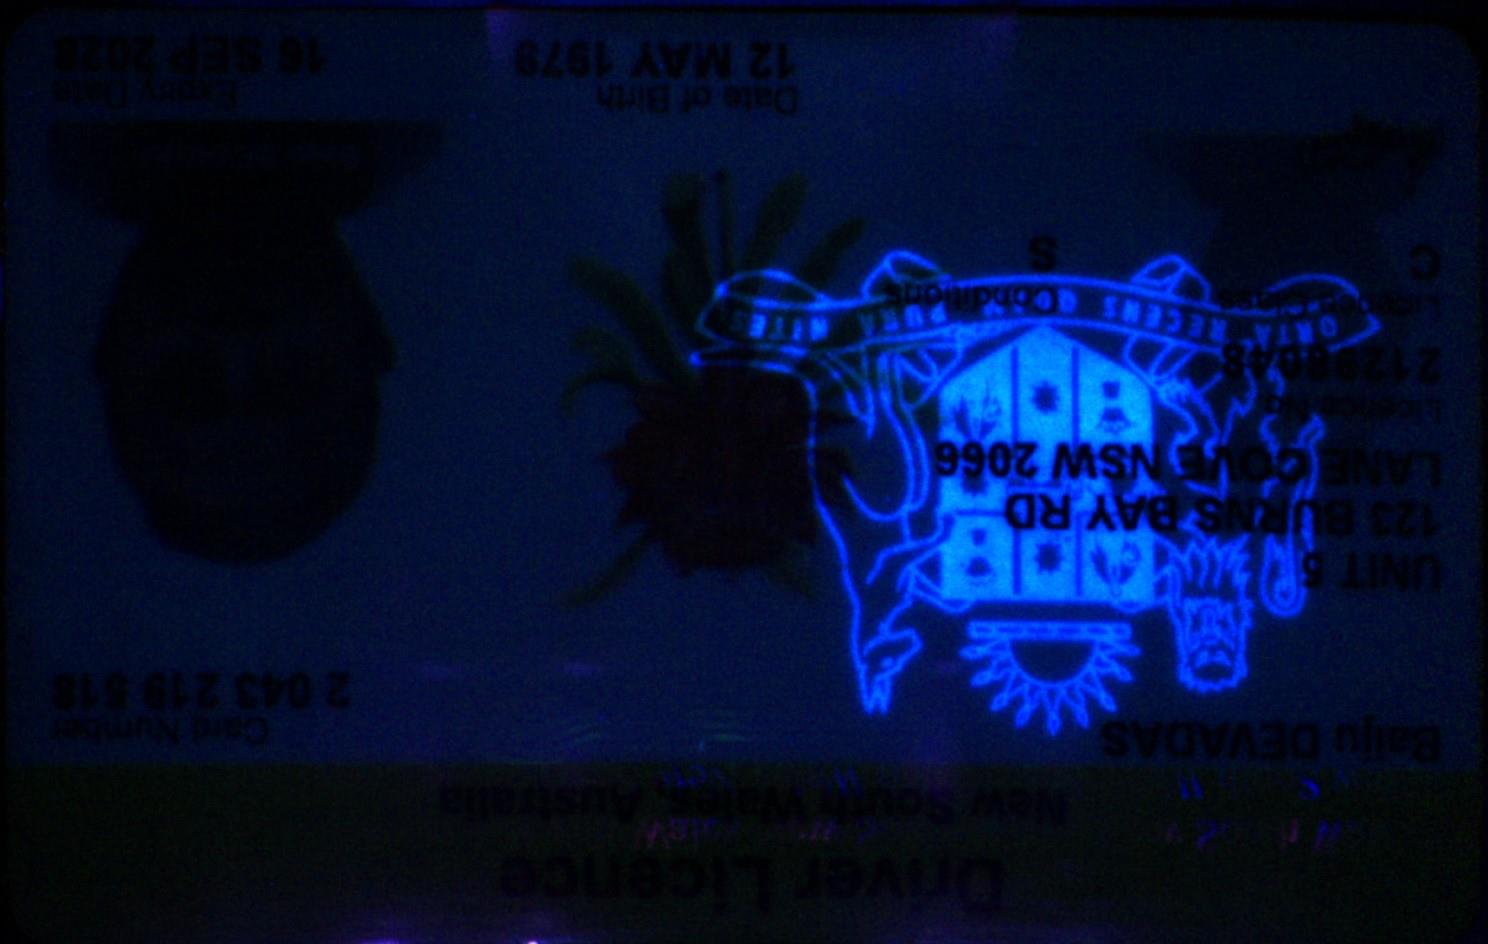 Driver Licence
New South Wales, Australia
Baiju DEVADAS
Card Number
2 043 219 518
UNIT 5
123 BURNS BAY RD
LANE COVE NSW 2066
Licence No.
21298048
Licence Class
C
Conditions
S
ORTA RECENS QUAM PURA NITES
Date of Birth
12 MAY 1979
Expiry Date
16 SEP 2028